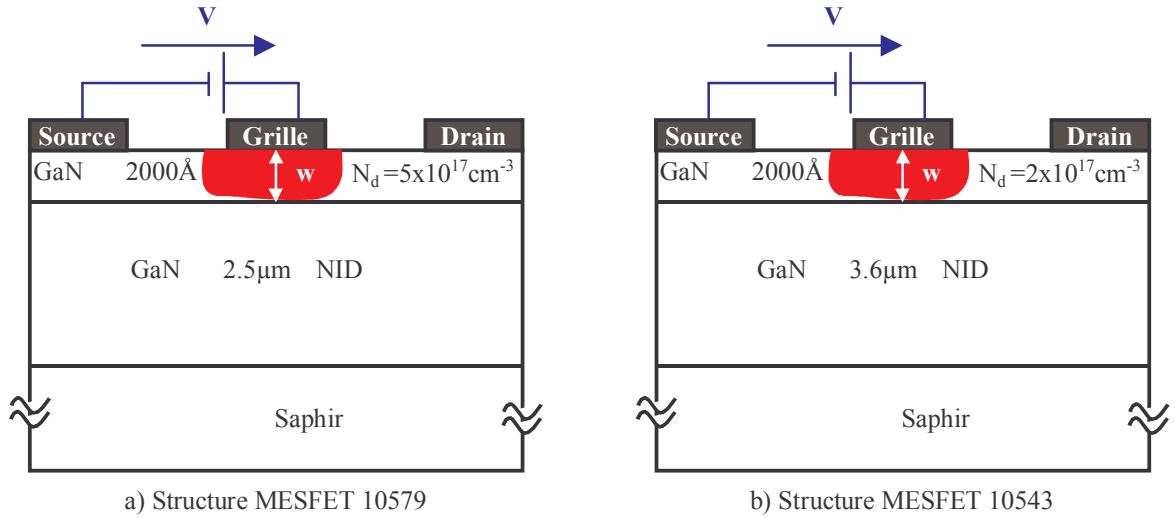 V
Source Grille Drain
GaN 2000Å w N_d=5x10^17cm^-3
GaN 2.5µm NID
Saphir
a) Structure MESFET 10579
V
Source Grille Drain
GaN 2000Å w N_d=2x10^17cm^-3
GaN 3.6µm NID
Saphir
b) Structure MESFET 10543